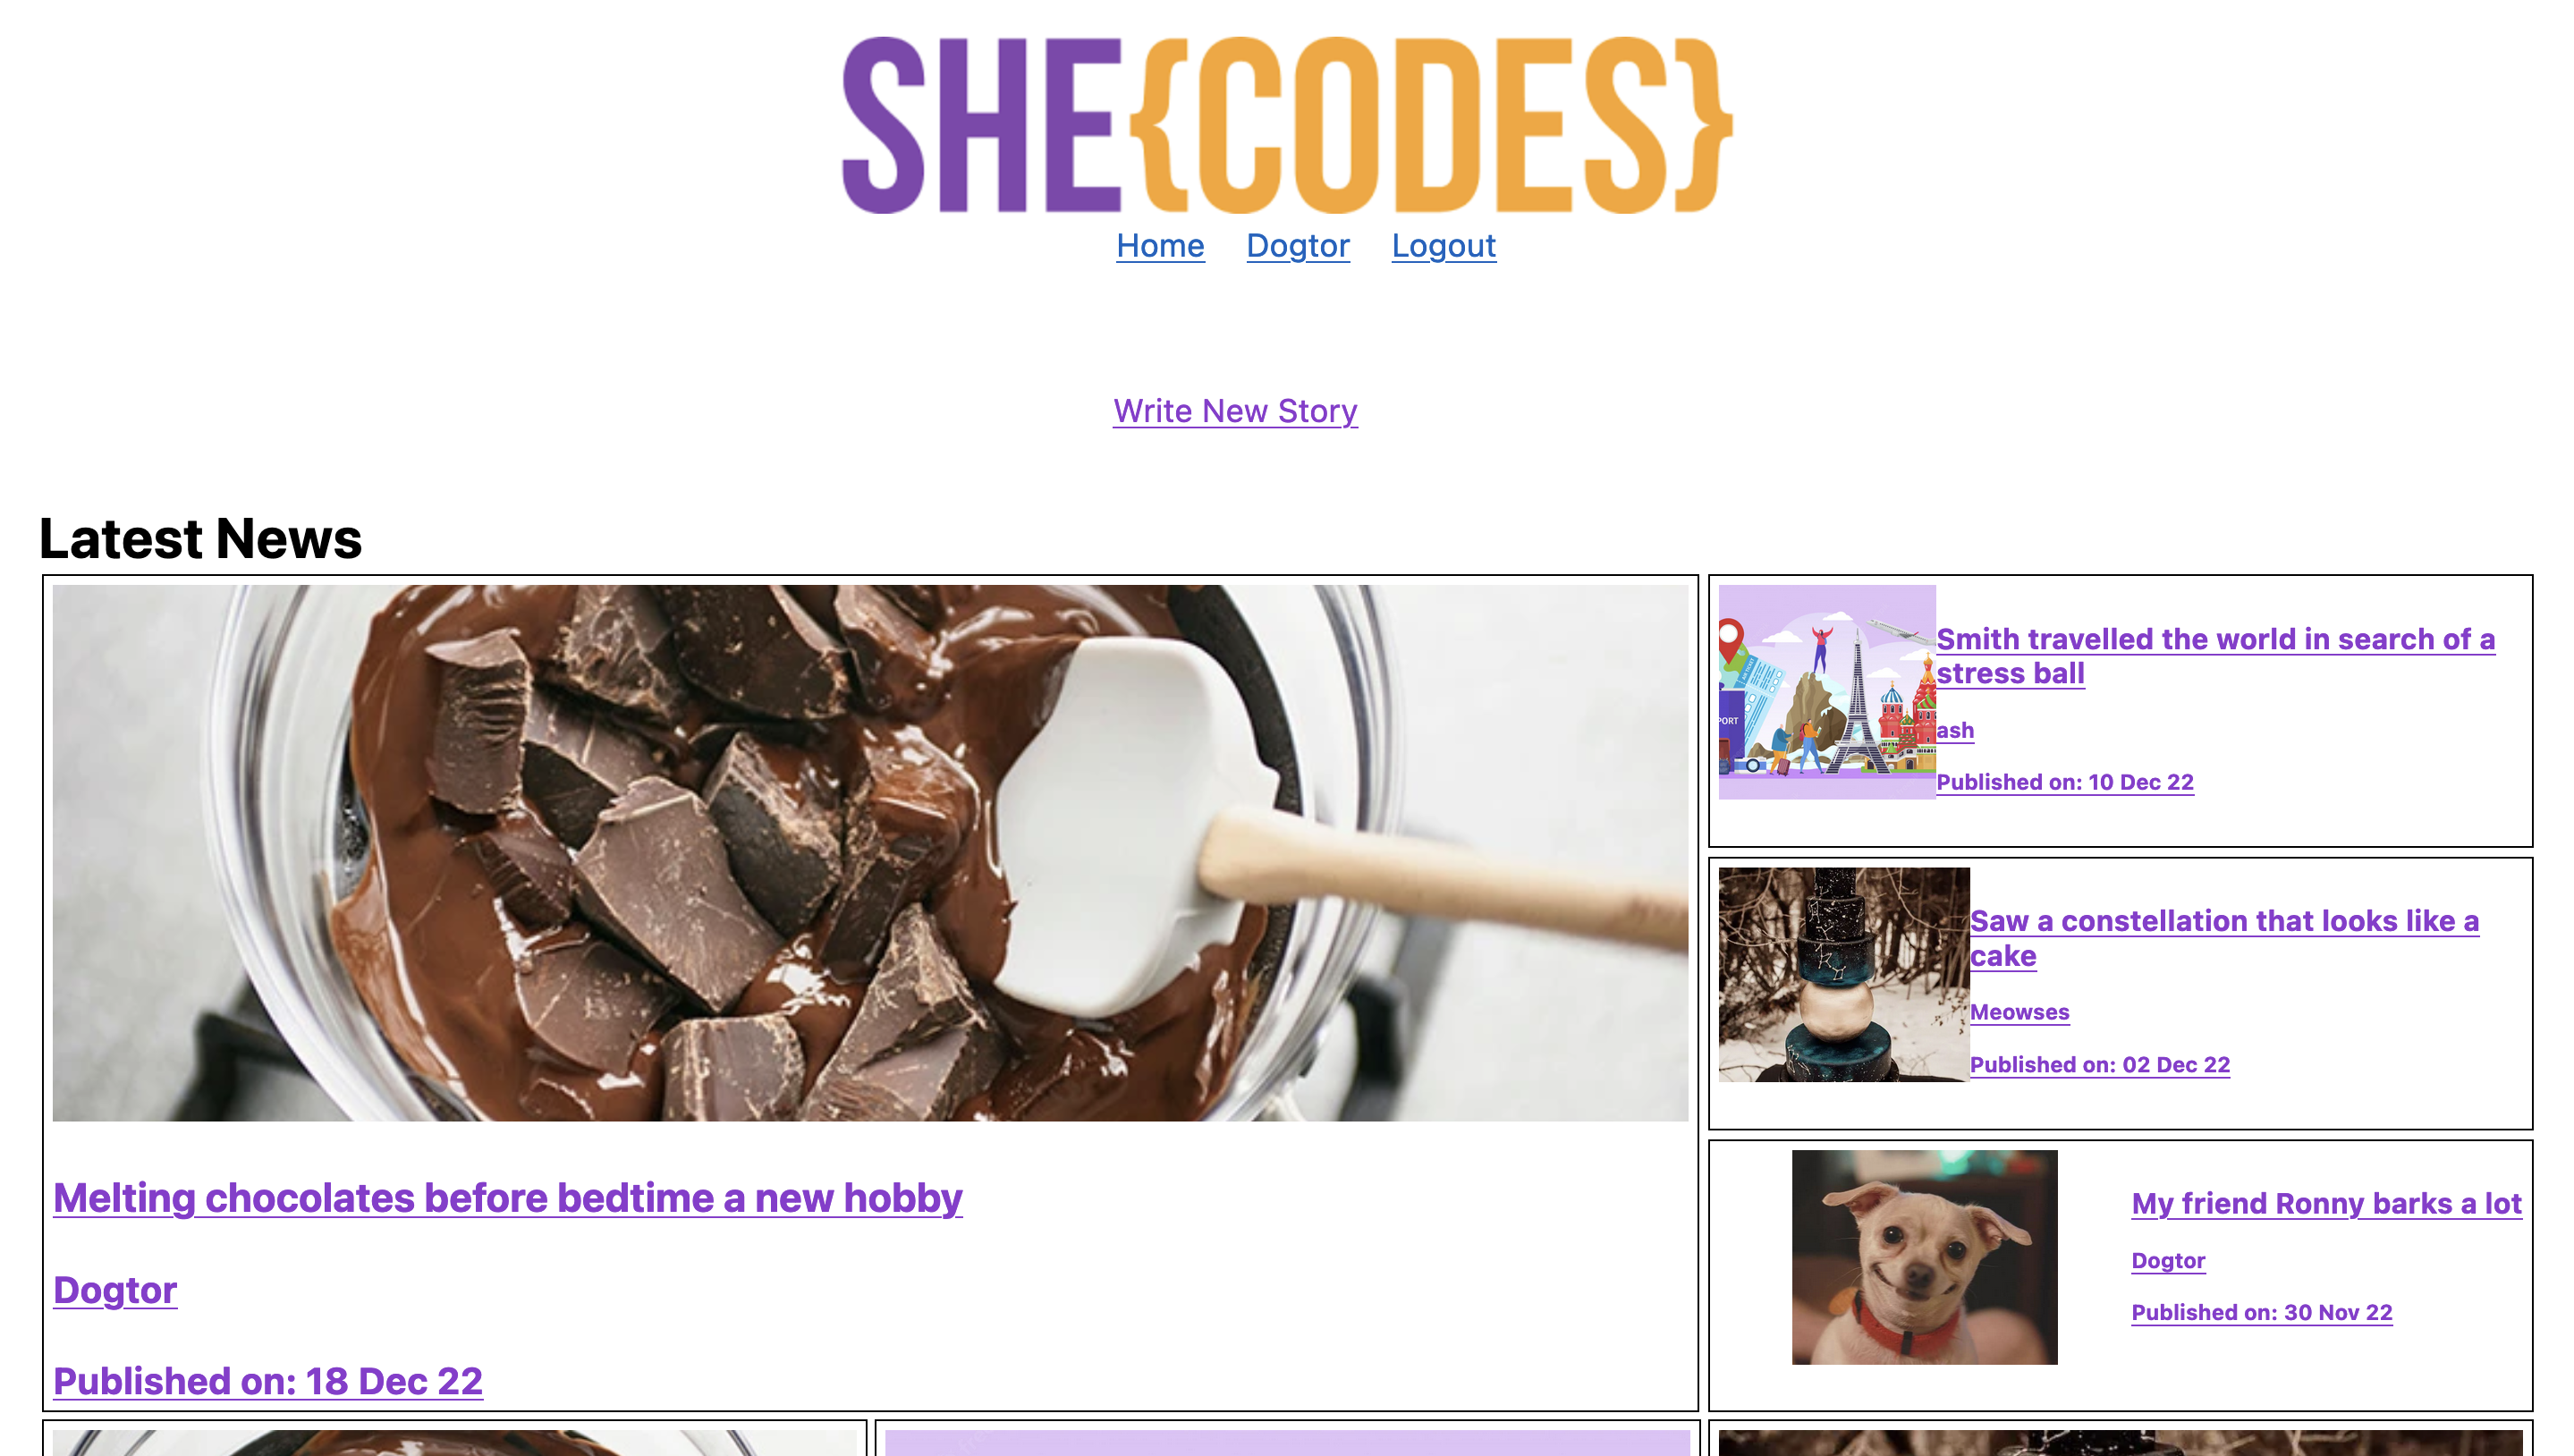 SHE{CODES}
Home Dogtor Logout
Write New Story
Latest News
Melting chocolates before bedtime a new hobby
Dogtor
Published on: 18 Dec 22
PORT
Smith travelled the world in search of a
stress ball
ash
Published on: 10 Dec 22
Saw a constellation that looks like a
cake
Meowses
Published on: 02 Dec 22
My friend Ronny barks a lot
Dogtor
Published on: 30 Nov 22